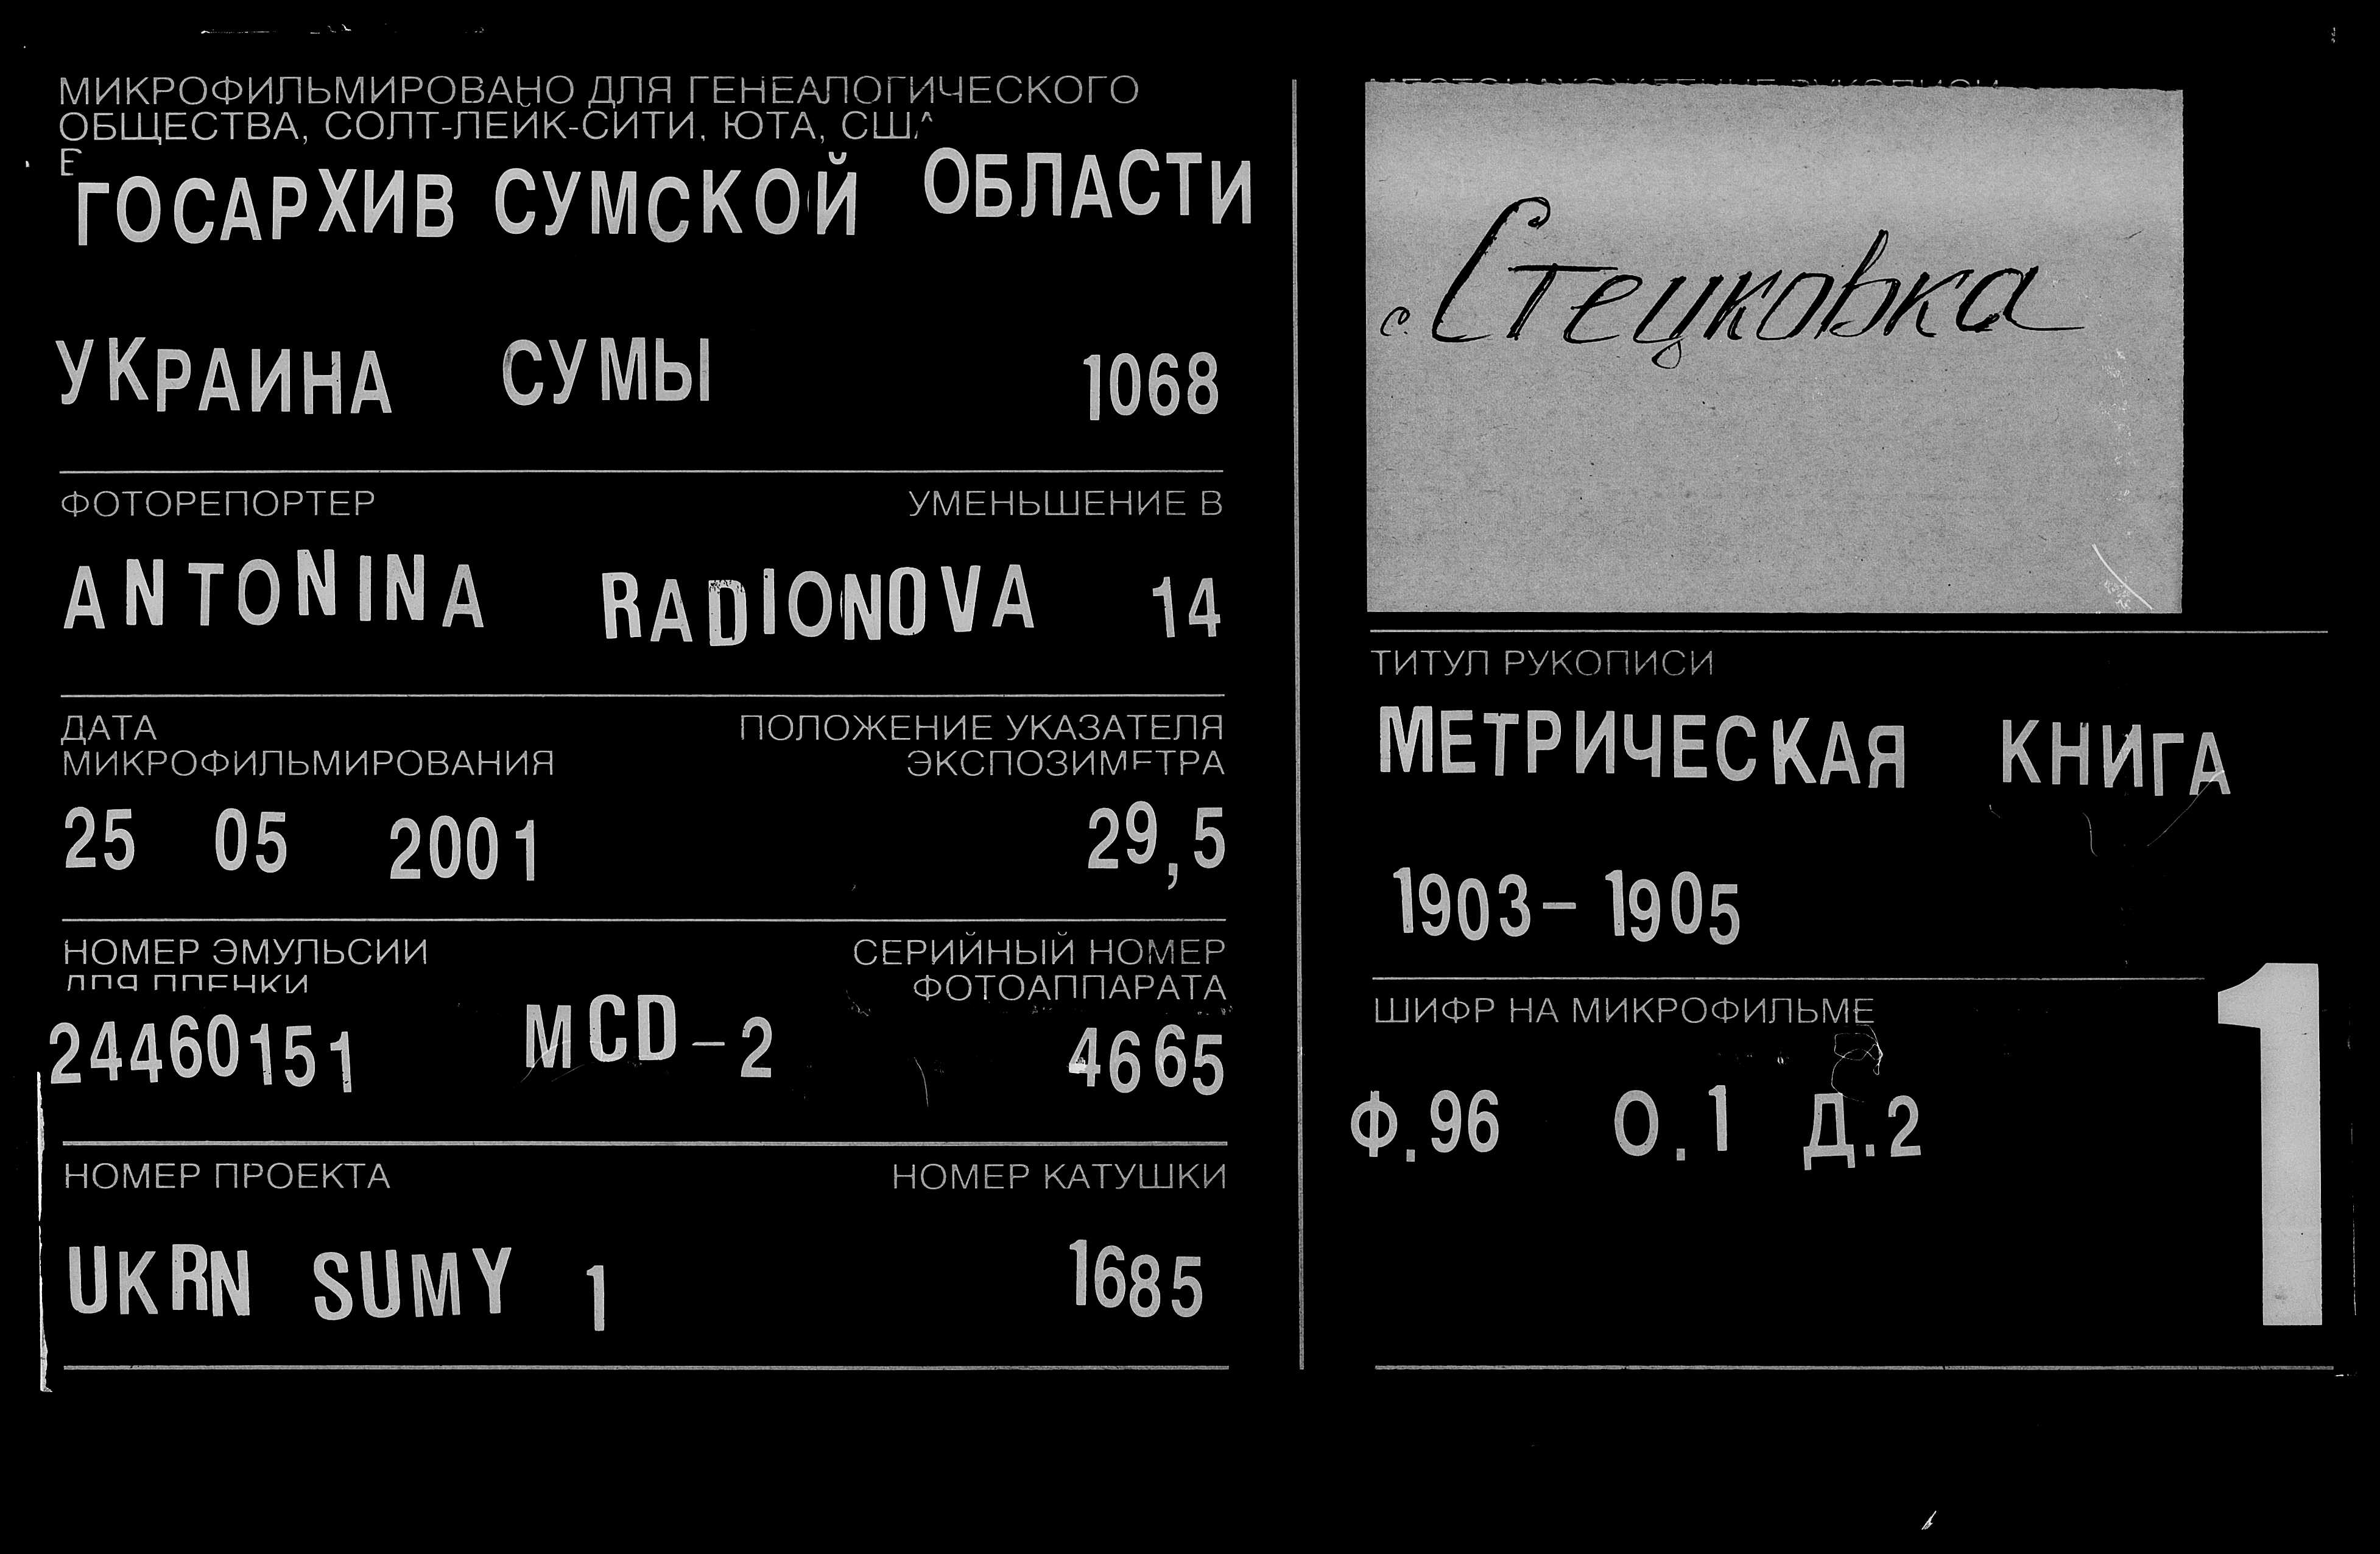 МИКРОФИЛЬМИРОВАНО ДЛЯ ГЕНЕАЛОГИЧЕСКОГО
ОБЩЕСТВА, СОЛТ-ЛЕЙК-СИТИ, ЮТА, США
ГОСАРХИВ СУМСКОЙ ОБЛАСТИ
УКРАИНА СУМЫ 1068
ФОТОРЕПОРТЕР УМЕНЬШЕНИЕ В
ANTONINA RADIONOVA 14
ДАТА ПОЛОЖЕНИЕ УКАЗАТЕЛЯ
МИКРОФИЛЬМИРОВАНИЯ ЭКСПОЗИМЕТРА
25 05 2001 29,5
НОМЕР ЭМУЛЬСИИ СЕРИЙНЫЙ НОМЕР
ДЛЯ ПЛЕНКИ ФОТОАППАРАТА
24460151 MCD-2 4665
НОМЕР ПРОЕКТА НОМЕР КАТУШКИ
UKRN SUMY 1 1685
МЕСТОНАХОЖДЕНИЕ РУКОПИСИ
с. Стецковка
ТИТУЛ РУКОПИСИ
МЕТРИЧЕСКАЯ КНИГА
1903-1905
ШИФР НА МИКРОФИЛЬМЕ
Ф.96 О.1 Д.2
1